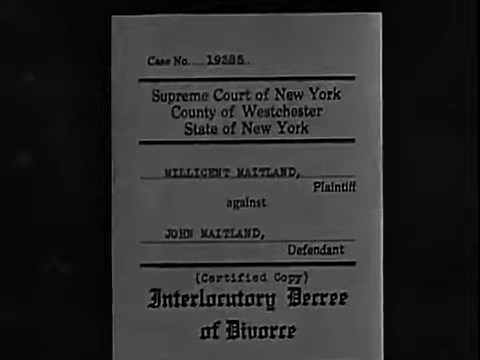 Case No....19385.
Supreme Court of New York
County of Westchester
State of New York
MILLICENT MAITLAND,
Plaintiff
against
JOHN MAITLAND,
Defendant
(Certified Copy)
Interlocutory Decree
of Divorce